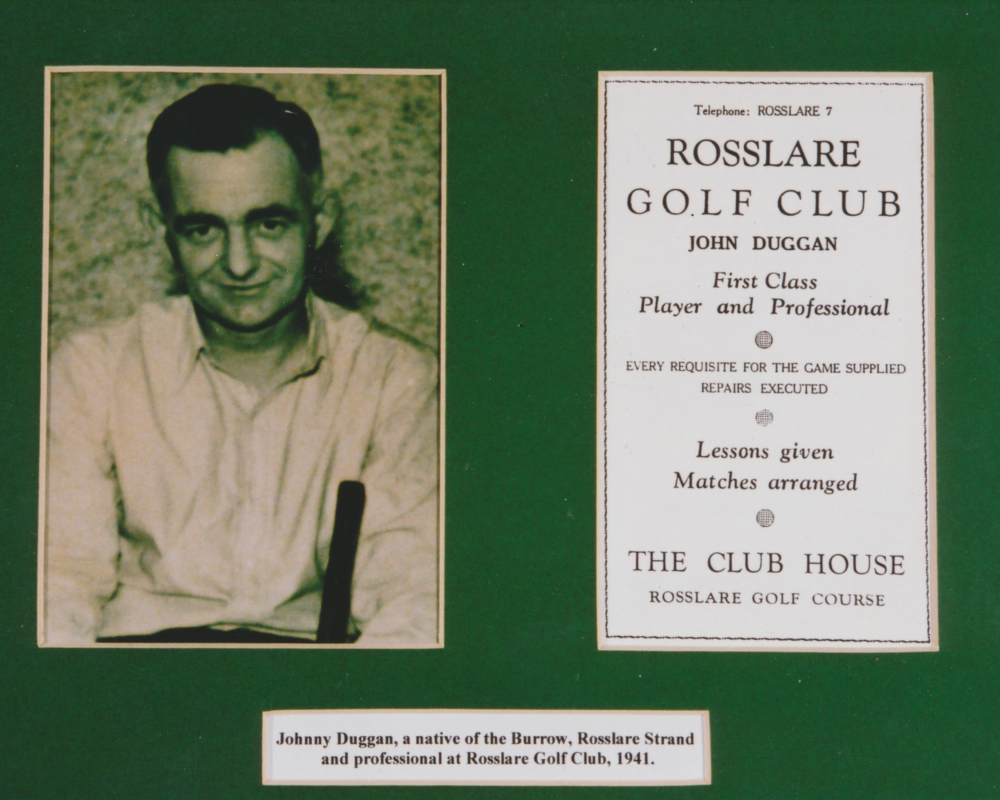 Telephone: ROSSLARE 7
ROSSLARE
GOLF CLUB
JOHN DUGGAN
First Class
Player and Professional
EVERY REQUISITE FOR THE GAME SUPPLIED
REPAIRS EXECUTED
Lessons given
Matches arranged
THE CLUB HOUSE
ROSSLARE GOLF COURSE
Johnny Duggan, a native of the Burrow, Rosslare Strand
and professional at Rosslare Golf Club, 1941.